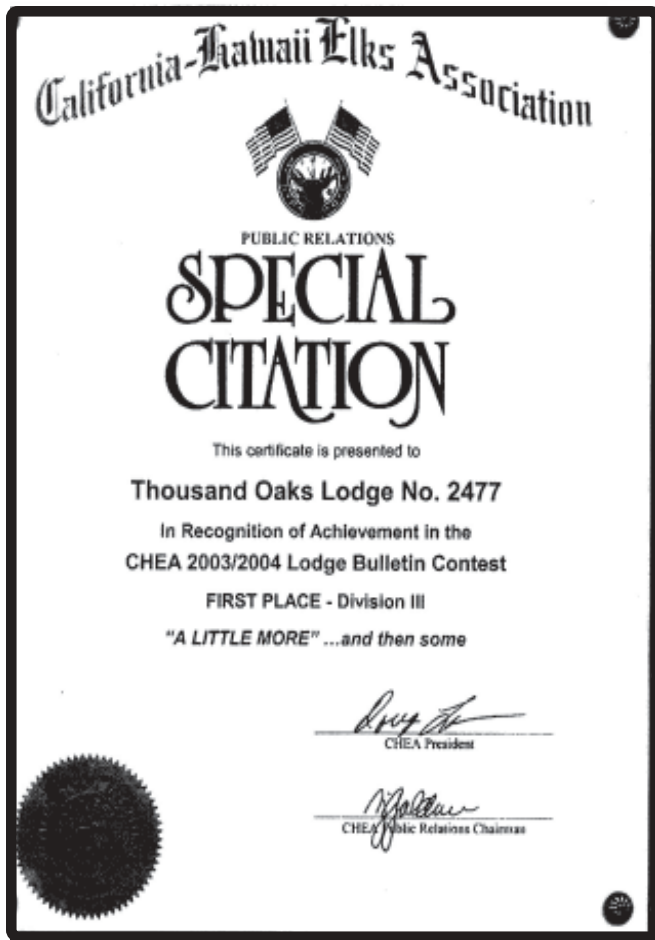 California-Hawaii Elks Association
PUBLIC RELATIONS
SPECIAL
CITATION
This certificate is presented to
Thousand Oaks Lodge No. 2477
In Recognition of Achievement in the
CHEA 2003/2004 Lodge Bulletin Contest
FIRST PLACE - Division III
"A LITTLE MORE" ...and then some
CHEA President
CHEA Public Relations Chairman